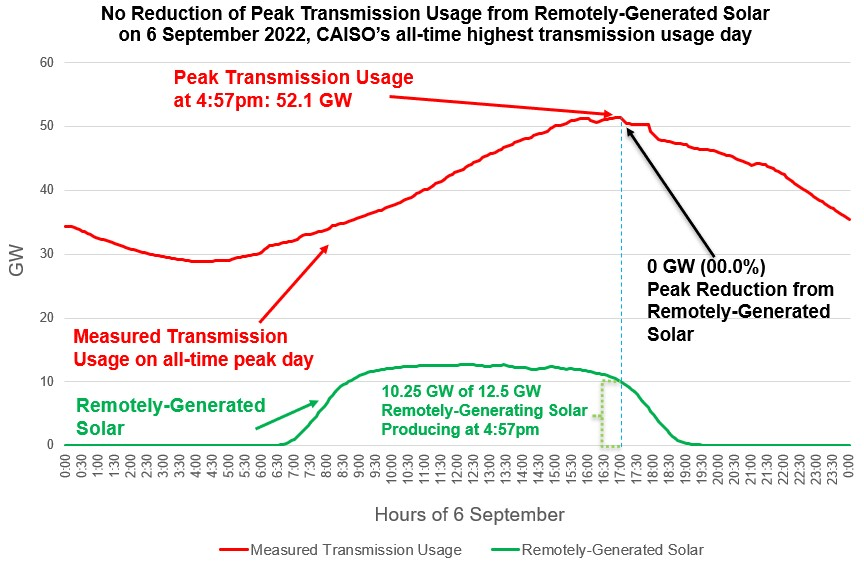 No Reduction of Peak Transmission Usage from Remotely-Generated Solar
on 6 September 2022, CAISO's all-time highest transmission usage day
60
50
40
30
20
10
0
GW
Peak Transmission Usage
at 4:57pm: 52.1 GW
0 GW (00.0%)
Peak Reduction from
Remotely-Generated
Solar
Measured Transmission
Usage on all-time peak day
Remotely-Generated
Solar
10.25 GW of 12.5 GW
Remotely-Generating Solar
Producing at 4:57pm
0:00
0:30
1:00
1:30
2:00
2:30
3:00
3:30
4:00
4:30
5:00
5:30
6:00
6:30
7:00
7:30
8:00
8:30
9:00
9:30
10:00
10:30
11:00
11:30
12:00
12:30
13:00
13:30
14:00
14:30
15:00
15:30
16:00
16:30
17:00
17:30
18:00
18:30
19:00
19:30
20:00
20:30
21:00
21:30
22:00
22:30
23:00
23:30
0:00
Hours of 6 September
Measured Transmission Usage
Remotely-Generated Solar